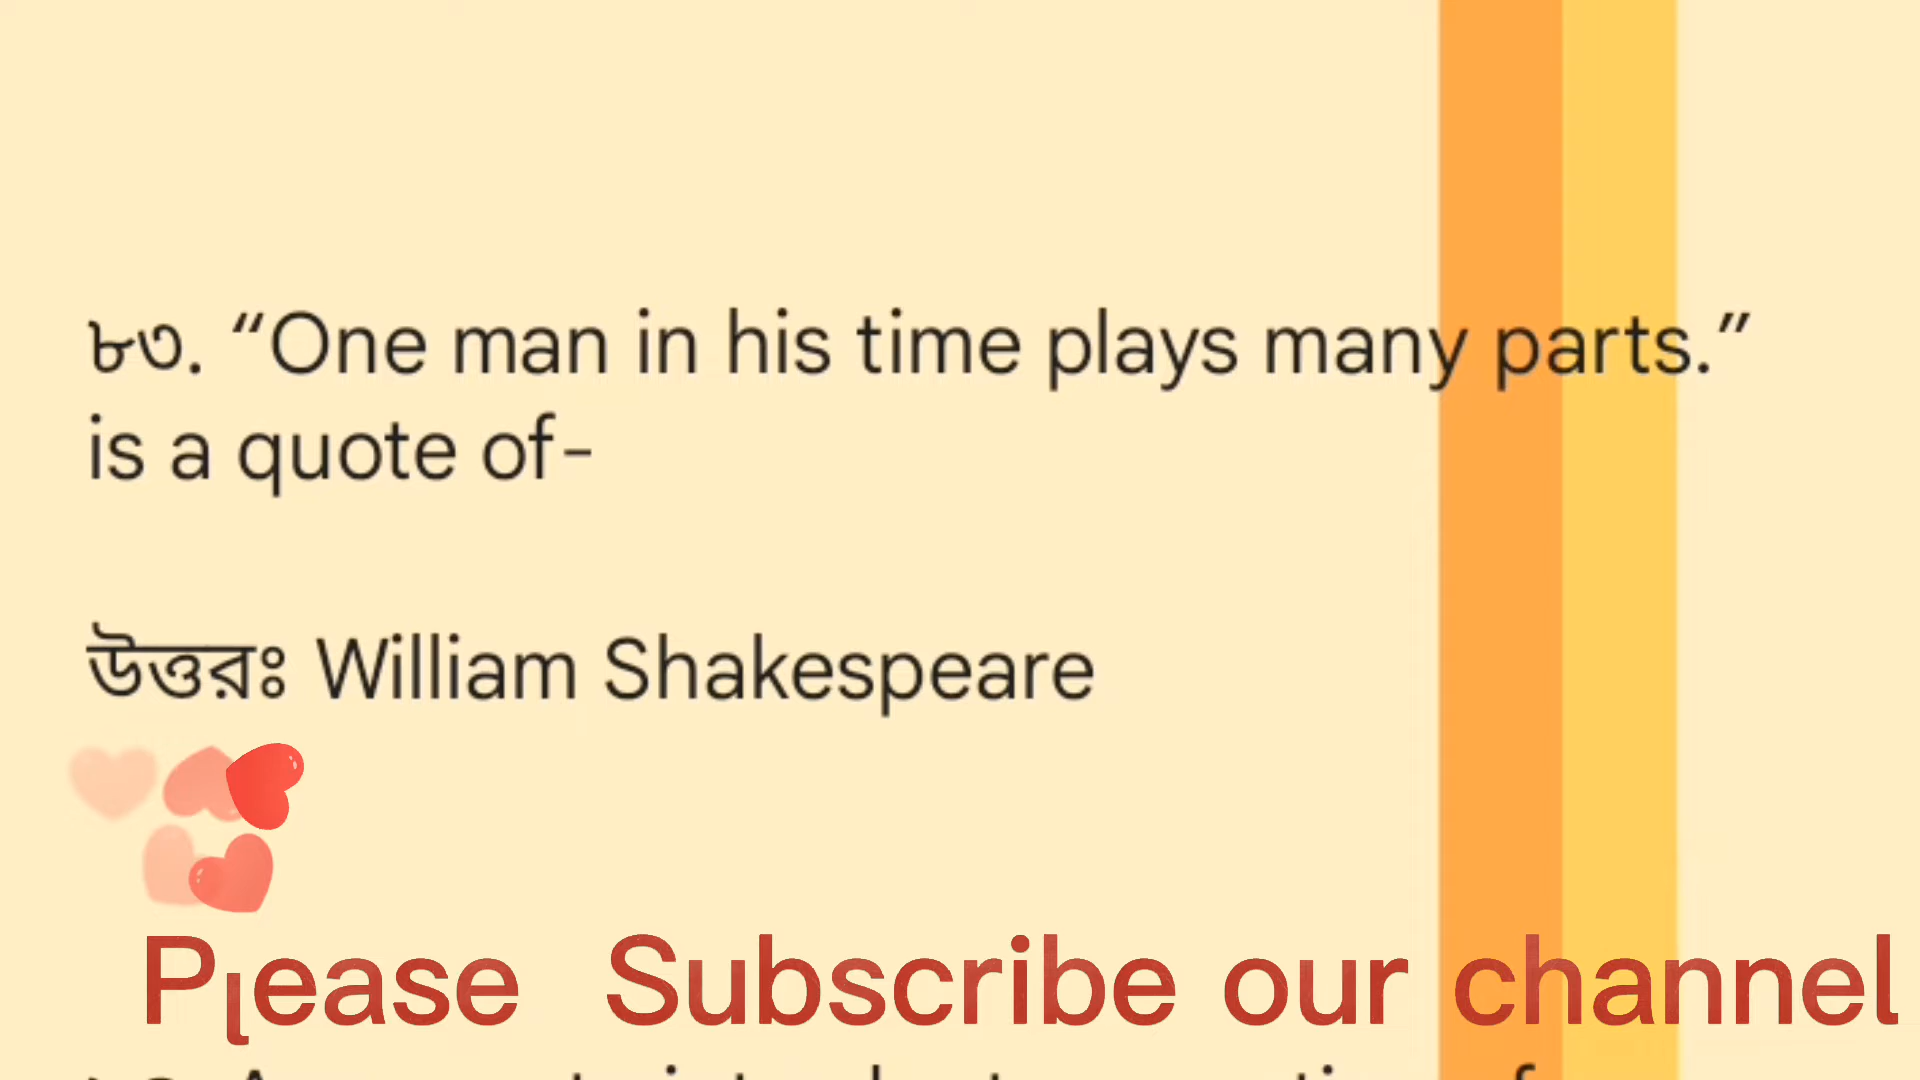 ৮৩. “One man in his time plays many parts.”
is a quote of-
উত্তরঃ William Shakespeare
Please Subscribe our channel